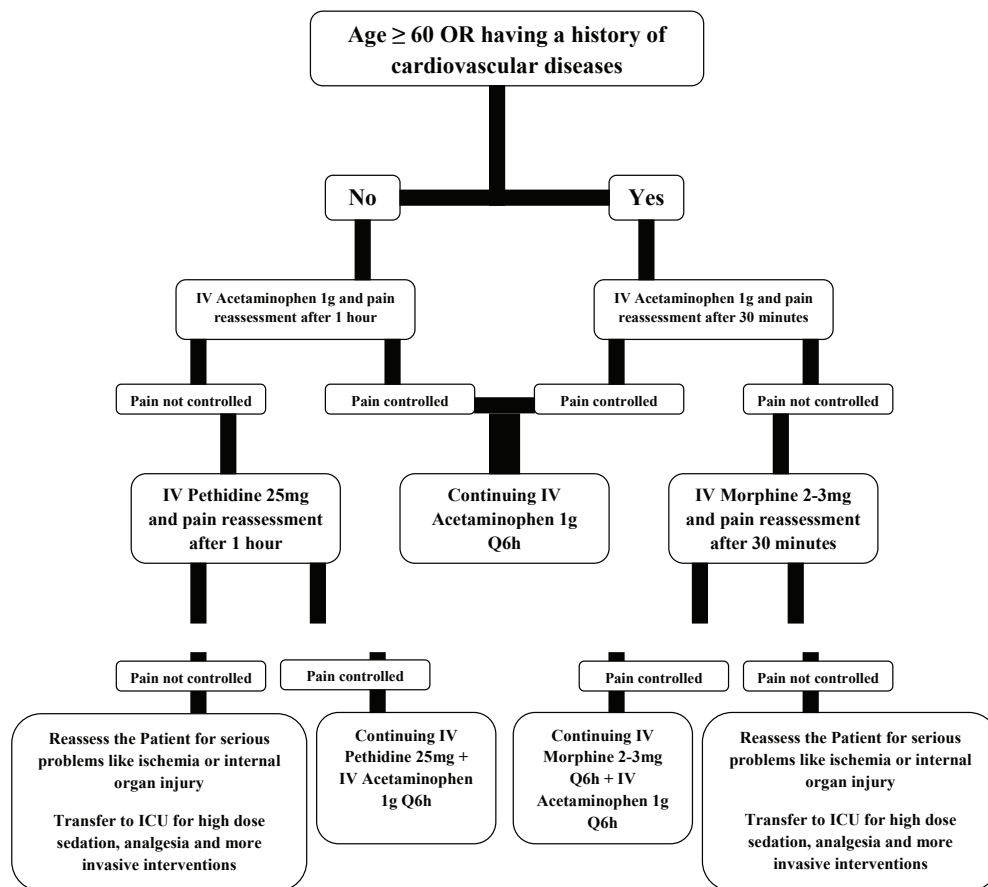 Age ≥ 60 OR having a history of
cardiovascular diseases
No
Yes
IV Acetaminophen 1g and pain
reassessment after 1 hour
IV Acetaminophen 1g and pain
reassessment after 30 minutes
Pain not controlled
Pain controlled
Pain controlled
Pain not controlled
IV Pethidine 25mg
and pain reassessment
after 1 hour
Continuing IV
Acetaminophen 1g
Q6h
IV Morphine 2-3mg
and pain reassessment
after 30 minutes
Pain not controlled
Pain controlled
Pain controlled
Pain not controlled
Reassess the Patient for serious
problems like ischemia or internal
organ injury
Transfer to ICU for high dose
sedation, analgesia and more
invasive interventions
Continuing IV
Pethidine 25mg +
IV Acetaminophen
1g Q6h
Continuing IV
Morphine 2-3mg
Q6h + IV
Acetaminophen 1g
Q6h
Reassess the Patient for serious
problems like ischemia or internal
organ injury
Transfer to ICU for high dose
sedation, analgesia and more
invasive interventions